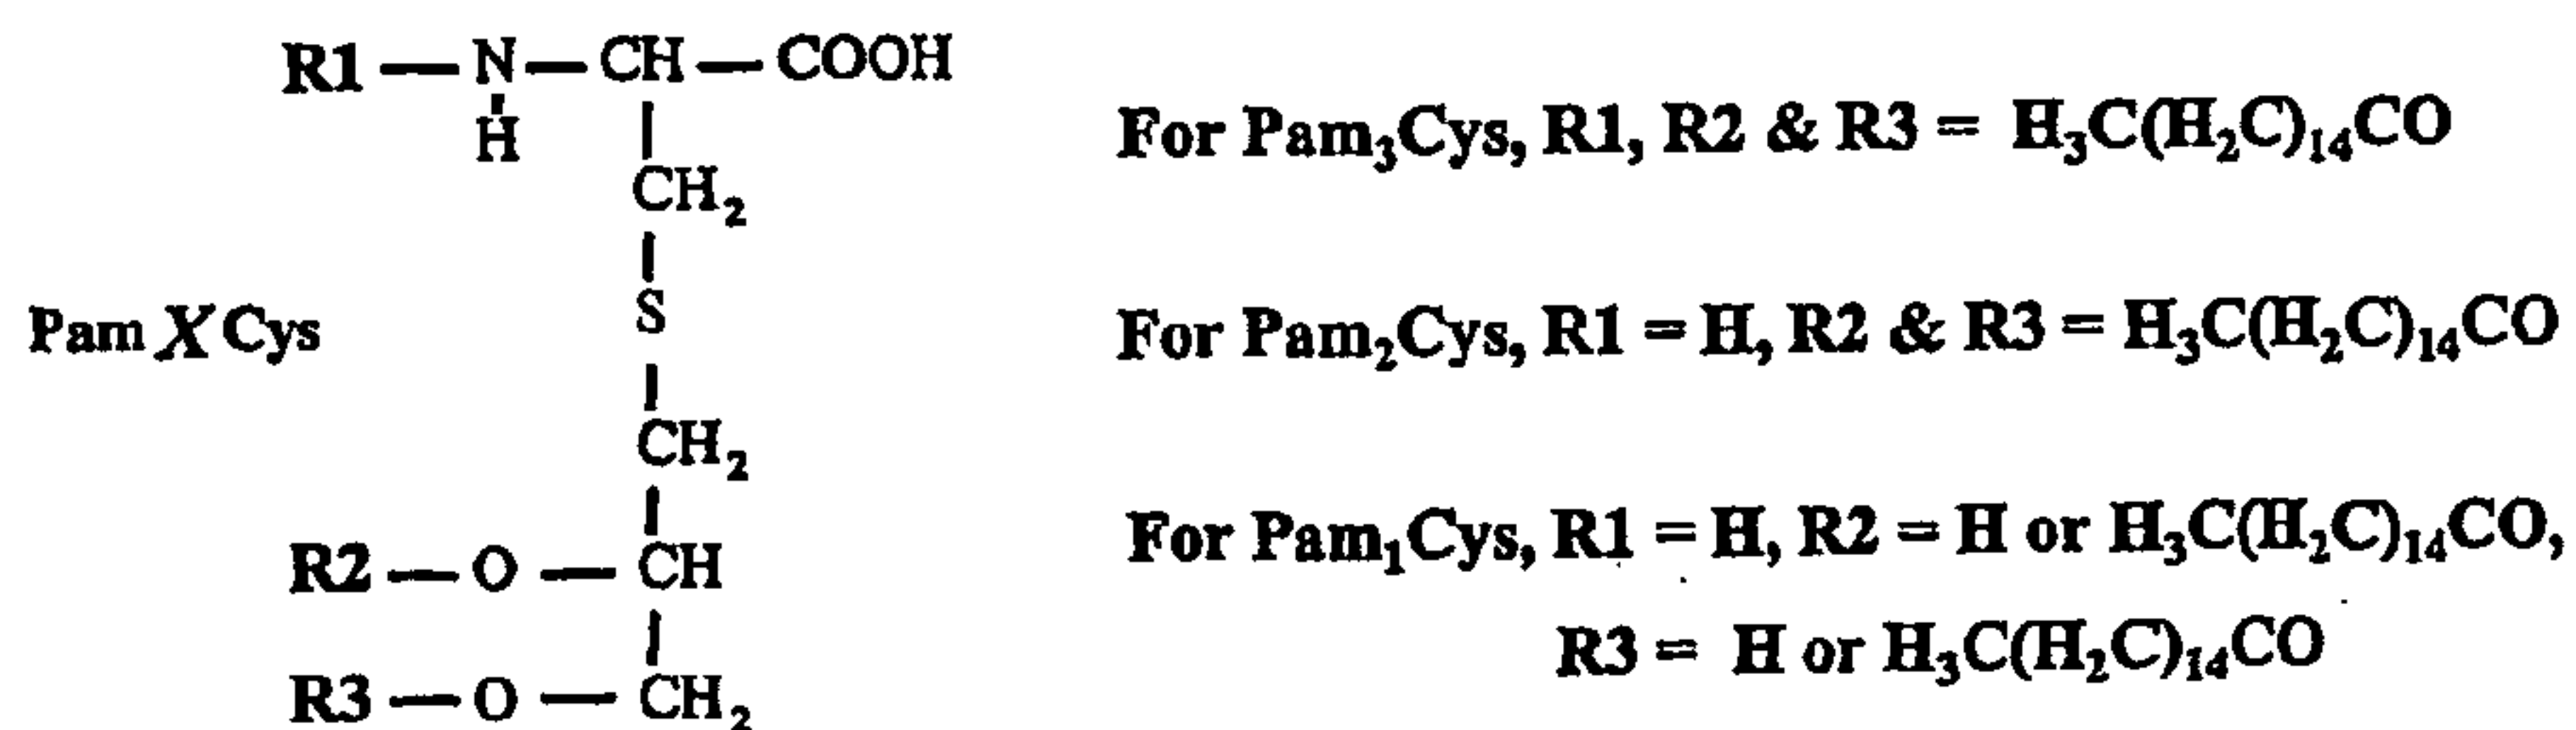 R1 — N — CH — COOH
H
CH₂
S
Pam X Cys
CH₂
R2 — O — CH
R3 — O — CH₂
For Pam₃Cys, R1, R2 & R3 = H₃C(H₂C)₁₄CO
For Pam₂Cys, R1 = H, R2 & R3 = H₃C(H₂C)₁₄CO
For Pam₁Cys, R1 = H, R2 = H or H₃C(H₂C)₁₄CO,
R3 = H or H₃C(H₂C)₁₄CO